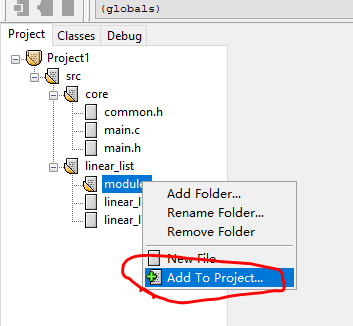 (globals)
Project Classes Debug
Project1
src
core
common.h
main.c
main.h
linear_list
module
linear_l
linear_l
Add Folder...
Rename Folder...
Remove Folder
New File
Add To Project...